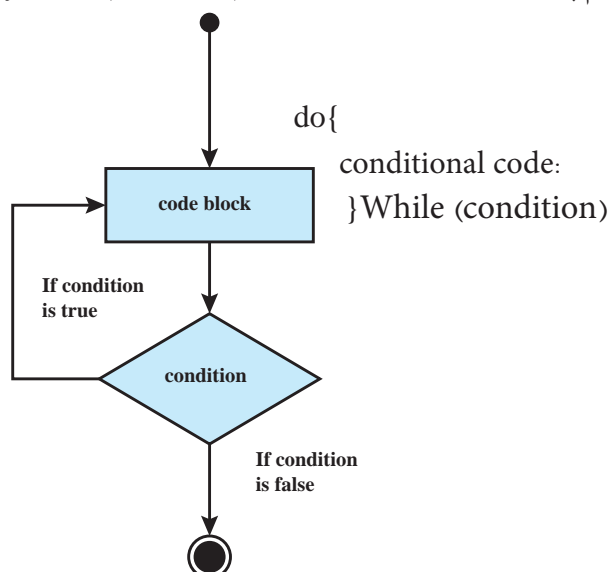 do{
conditional code:
}While (condition)
code block
If condition
is true
condition
If condition
is false